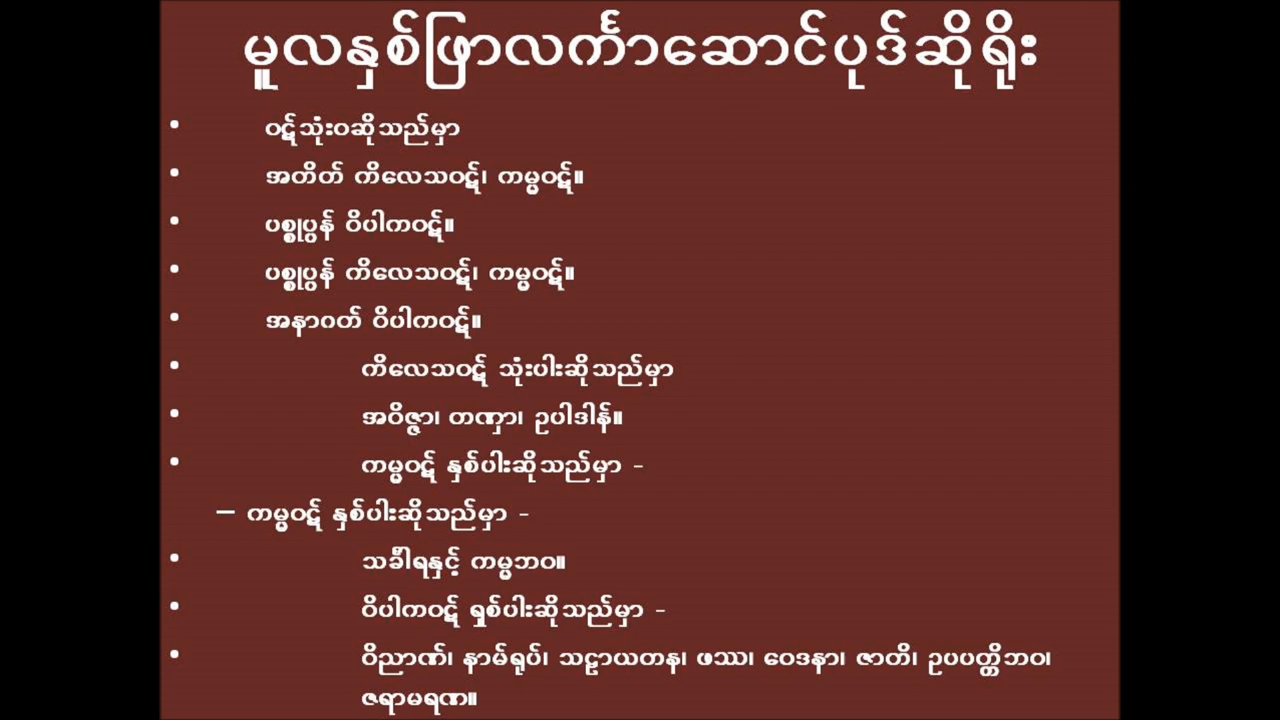 မူလနှစ်ဖြာလင်္ကာဆောင်ပုဒ်ဆိုရိုး
• ဝဋ်သုံးဝဆိုသည်မှာ
• အတိတ် ကိလေသဝဋ်၊ ကမ္မဝဋ်။
• ပစ္စုပ္ပန် ဝိပါကဝဋ်။
• ပစ္စုပ္ပန် ကိလေသဝဋ်၊ ကမ္မဝဋ်။
• အနာဂတ် ဝိပါကဝဋ်။
• ကိလေသဝဋ် သုံးပါးဆိုသည်မှာ
• အဝိဇ္ဇာ၊ တဏှာ၊ ဥပါဒါန်။
• ကမ္မဝဋ် နှစ်ပါးဆိုသည်မှာ -
– ကမ္မဝဋ် နှစ်ပါးဆိုသည်မှာ -
• သင်္ခါရနှင့် ကမ္မဘဝ။
• ဝိပါကဝဋ် ရှစ်ပါးဆိုသည်မှာ -
• ဝိညာဏ်၊ နာမ်ရုပ်၊ သဠာယတန၊ ဖဿ၊ ဝေဒနာ၊ ဇာတိ၊ ဥပပတ္တိဘဝ၊
ဇရာမရဏ။